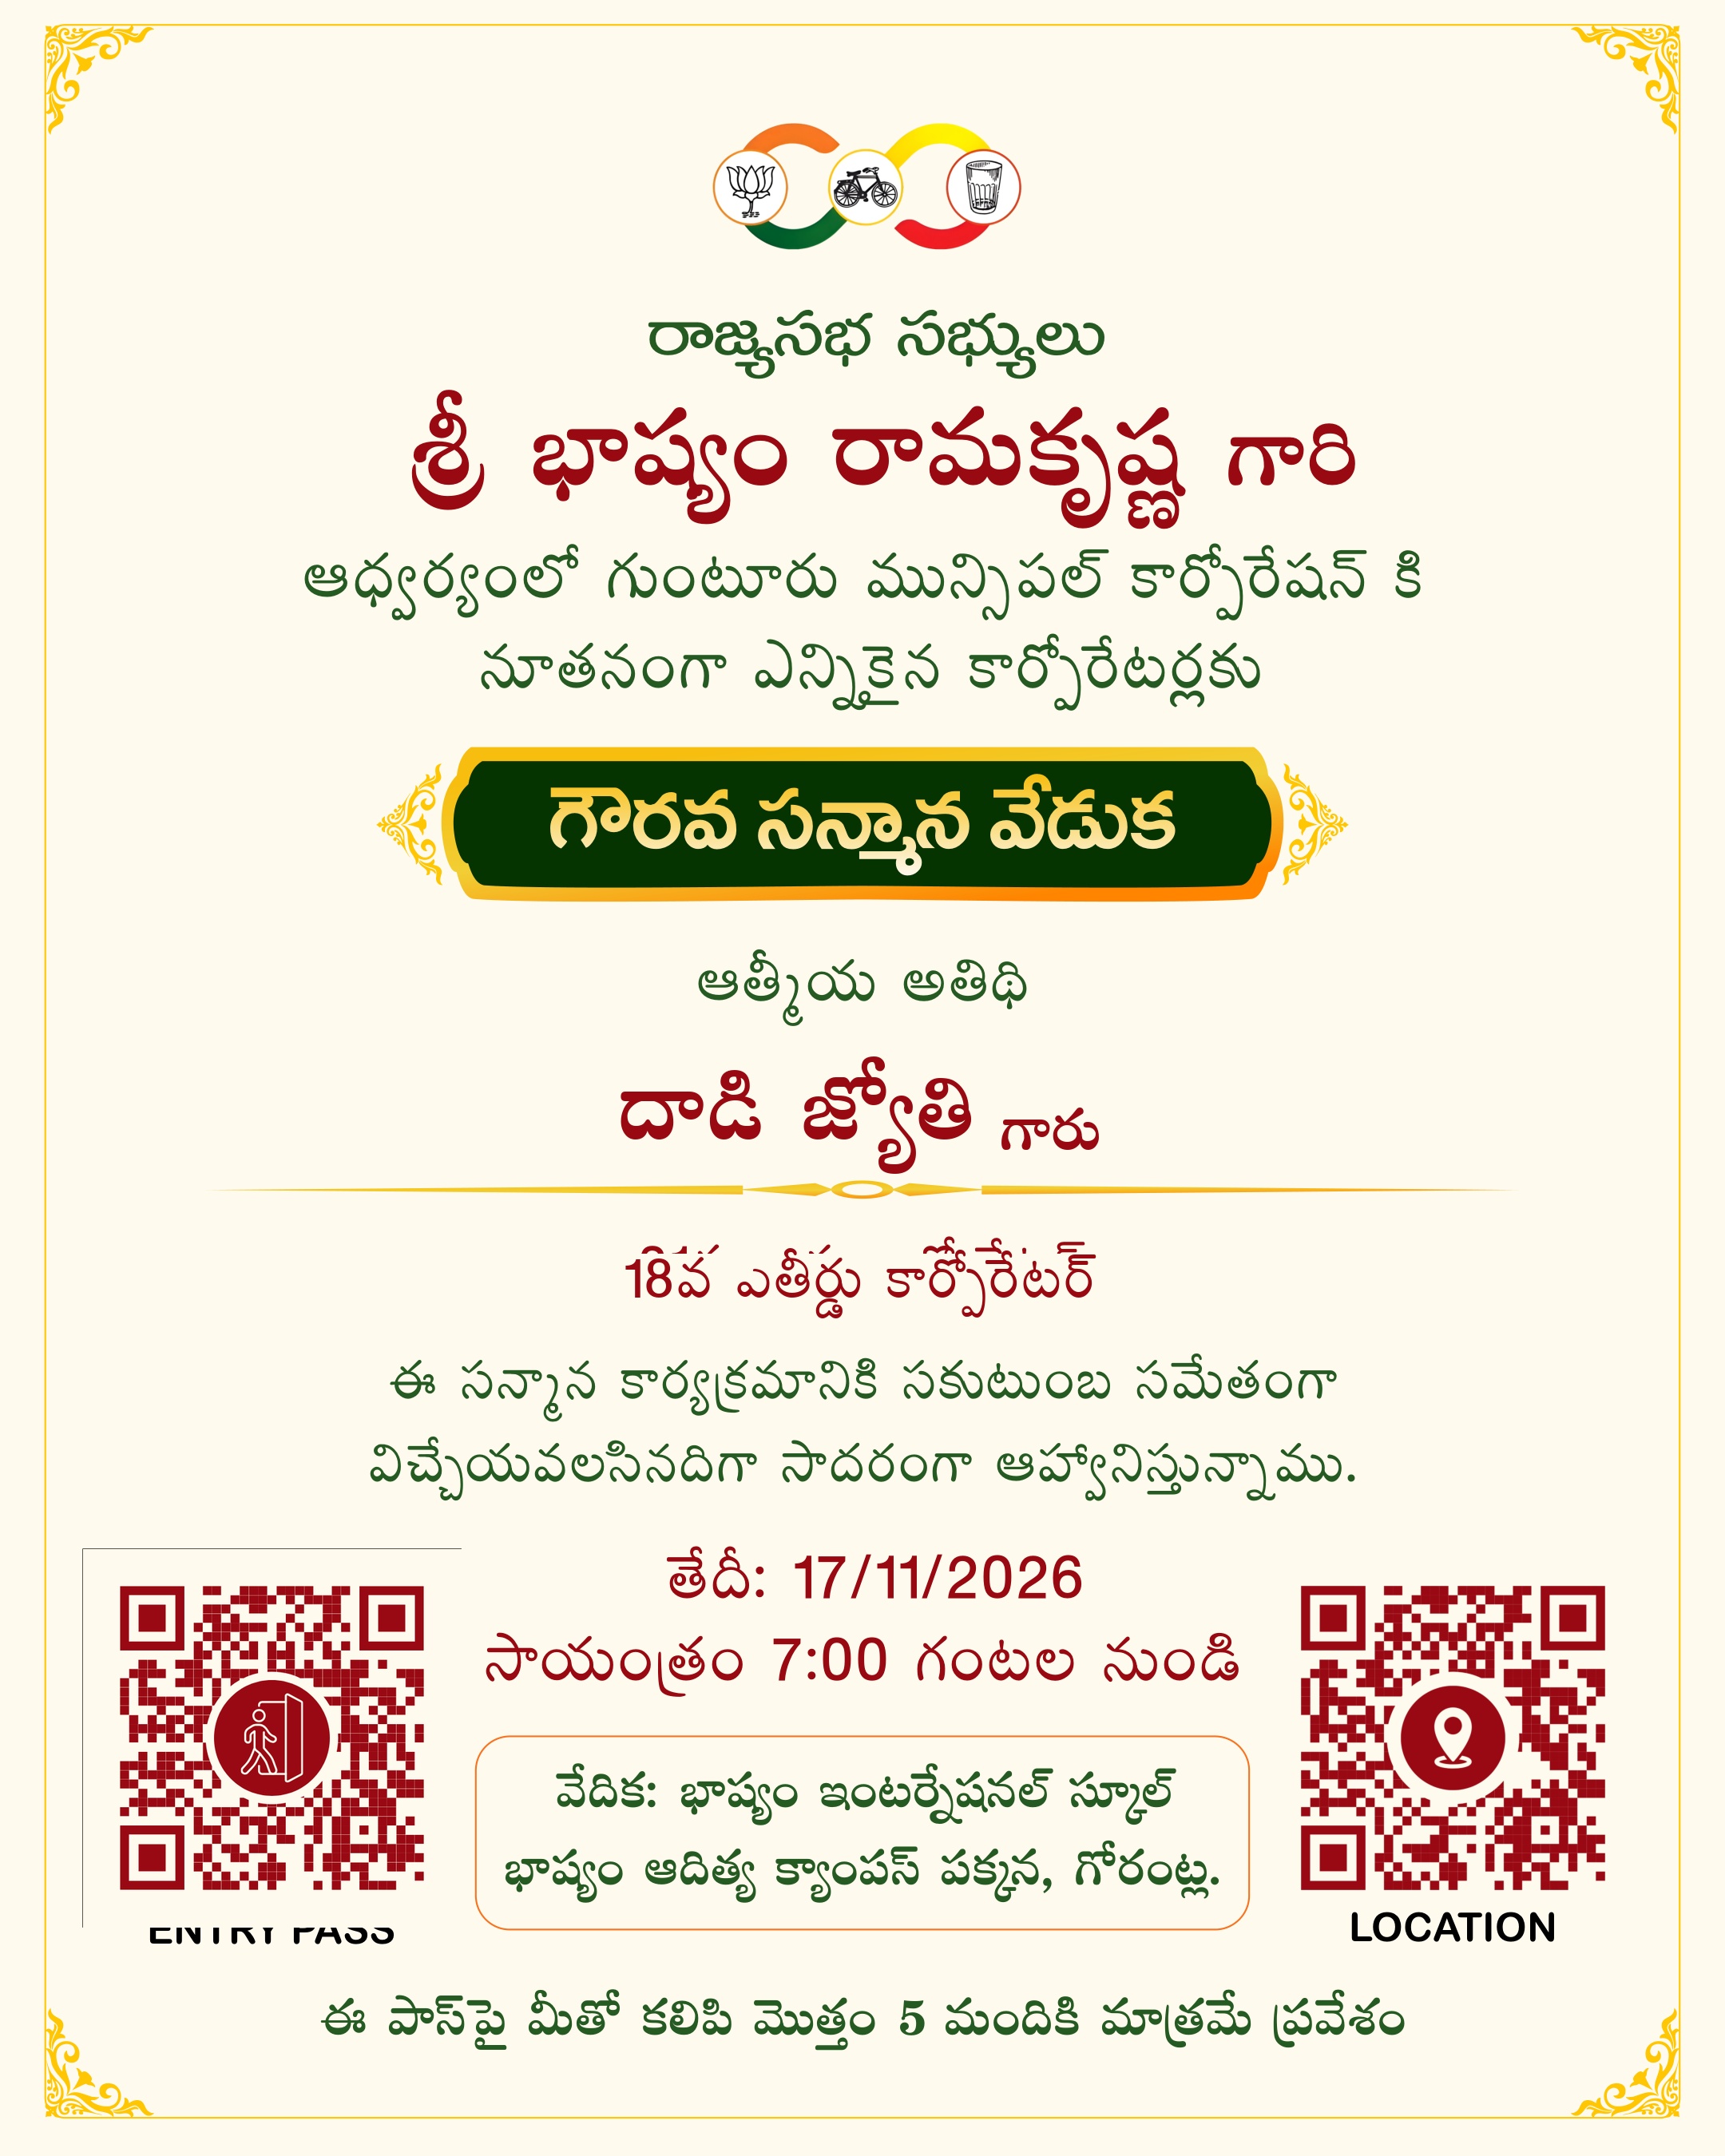 రాజ్యసభ సభ్యులు
శ్రీ భాష్యం రామకృష్ణ గారి
ఆధ్వర్యంలో గుంటూరు మున్సిపల్ కార్పోరేషన్ కి
నూతనంగా ఎన్నికైన కార్పోరేటర్లకు
గౌరవ సన్మాన వేడుక
ఆత్మీయ అతిథి
దాడి జ్యోతి గారు
18వ ఎతీర్డు కార్పోరేటర్
ఈ సన్మాన కార్యక్రమానికి సకుటుంబ సమేతంగా
విచ్చేయవలసినదిగా సాదరంగా ఆహ్వానిస్తున్నాము.
తేదీ: 17/11/2026
సాయంత్రం 7:00 గంటల నుండి
వేదిక: భాష్యం ఇంటర్నేషనల్ స్కూల్
భాష్యం ఆదిత్య క్యాంపస్ పక్కన, గోరంట్ల.
ENTRY PASS
LOCATION
ఈ పాస్‌పై మీతో కలిపి మొత్తం 5 మందికి మాత్రమే ప్రవేశం